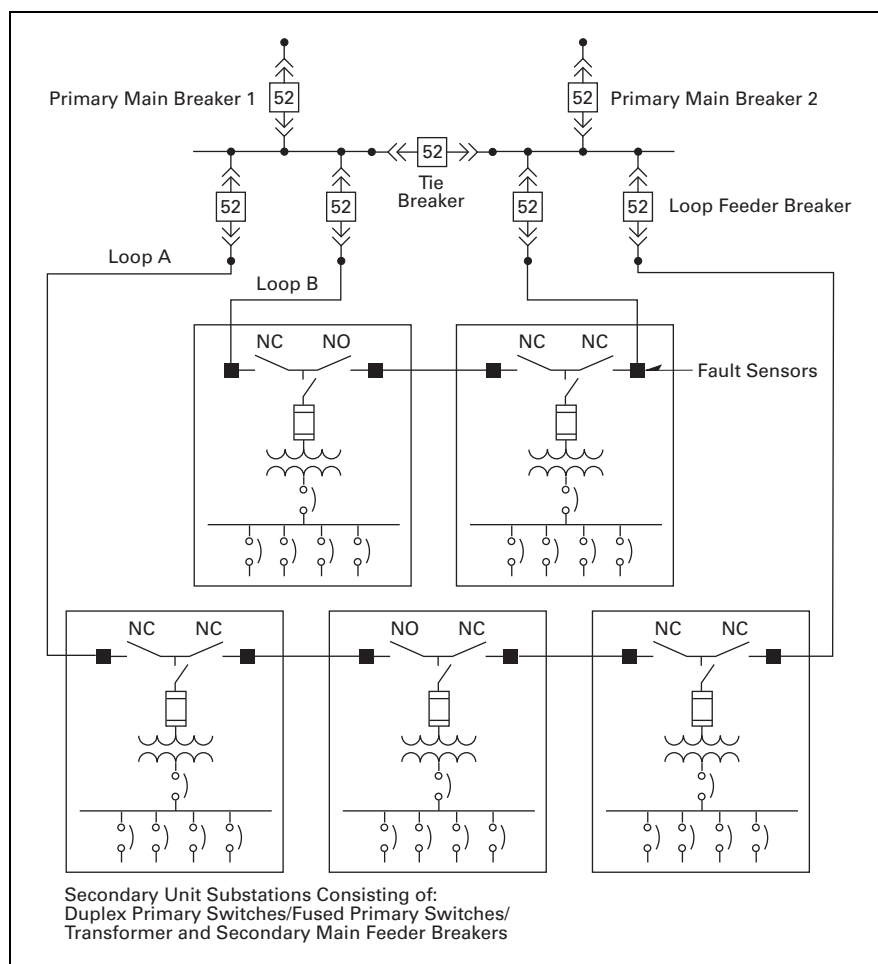 52
52
Primary Main Breaker 1
Primary Main Breaker 2
52
Tie
Breaker
52
52
52
52
Loop Feeder Breaker
Loop A
Loop B
NC
NO
NC
NC
Fault Sensors
NC
NC
NO
NC
NC
NC
Secondary Unit Substations Consisting of:
Duplex Primary Switches/Fused Primary Switches/
Transformer and Secondary Main Feeder Breakers